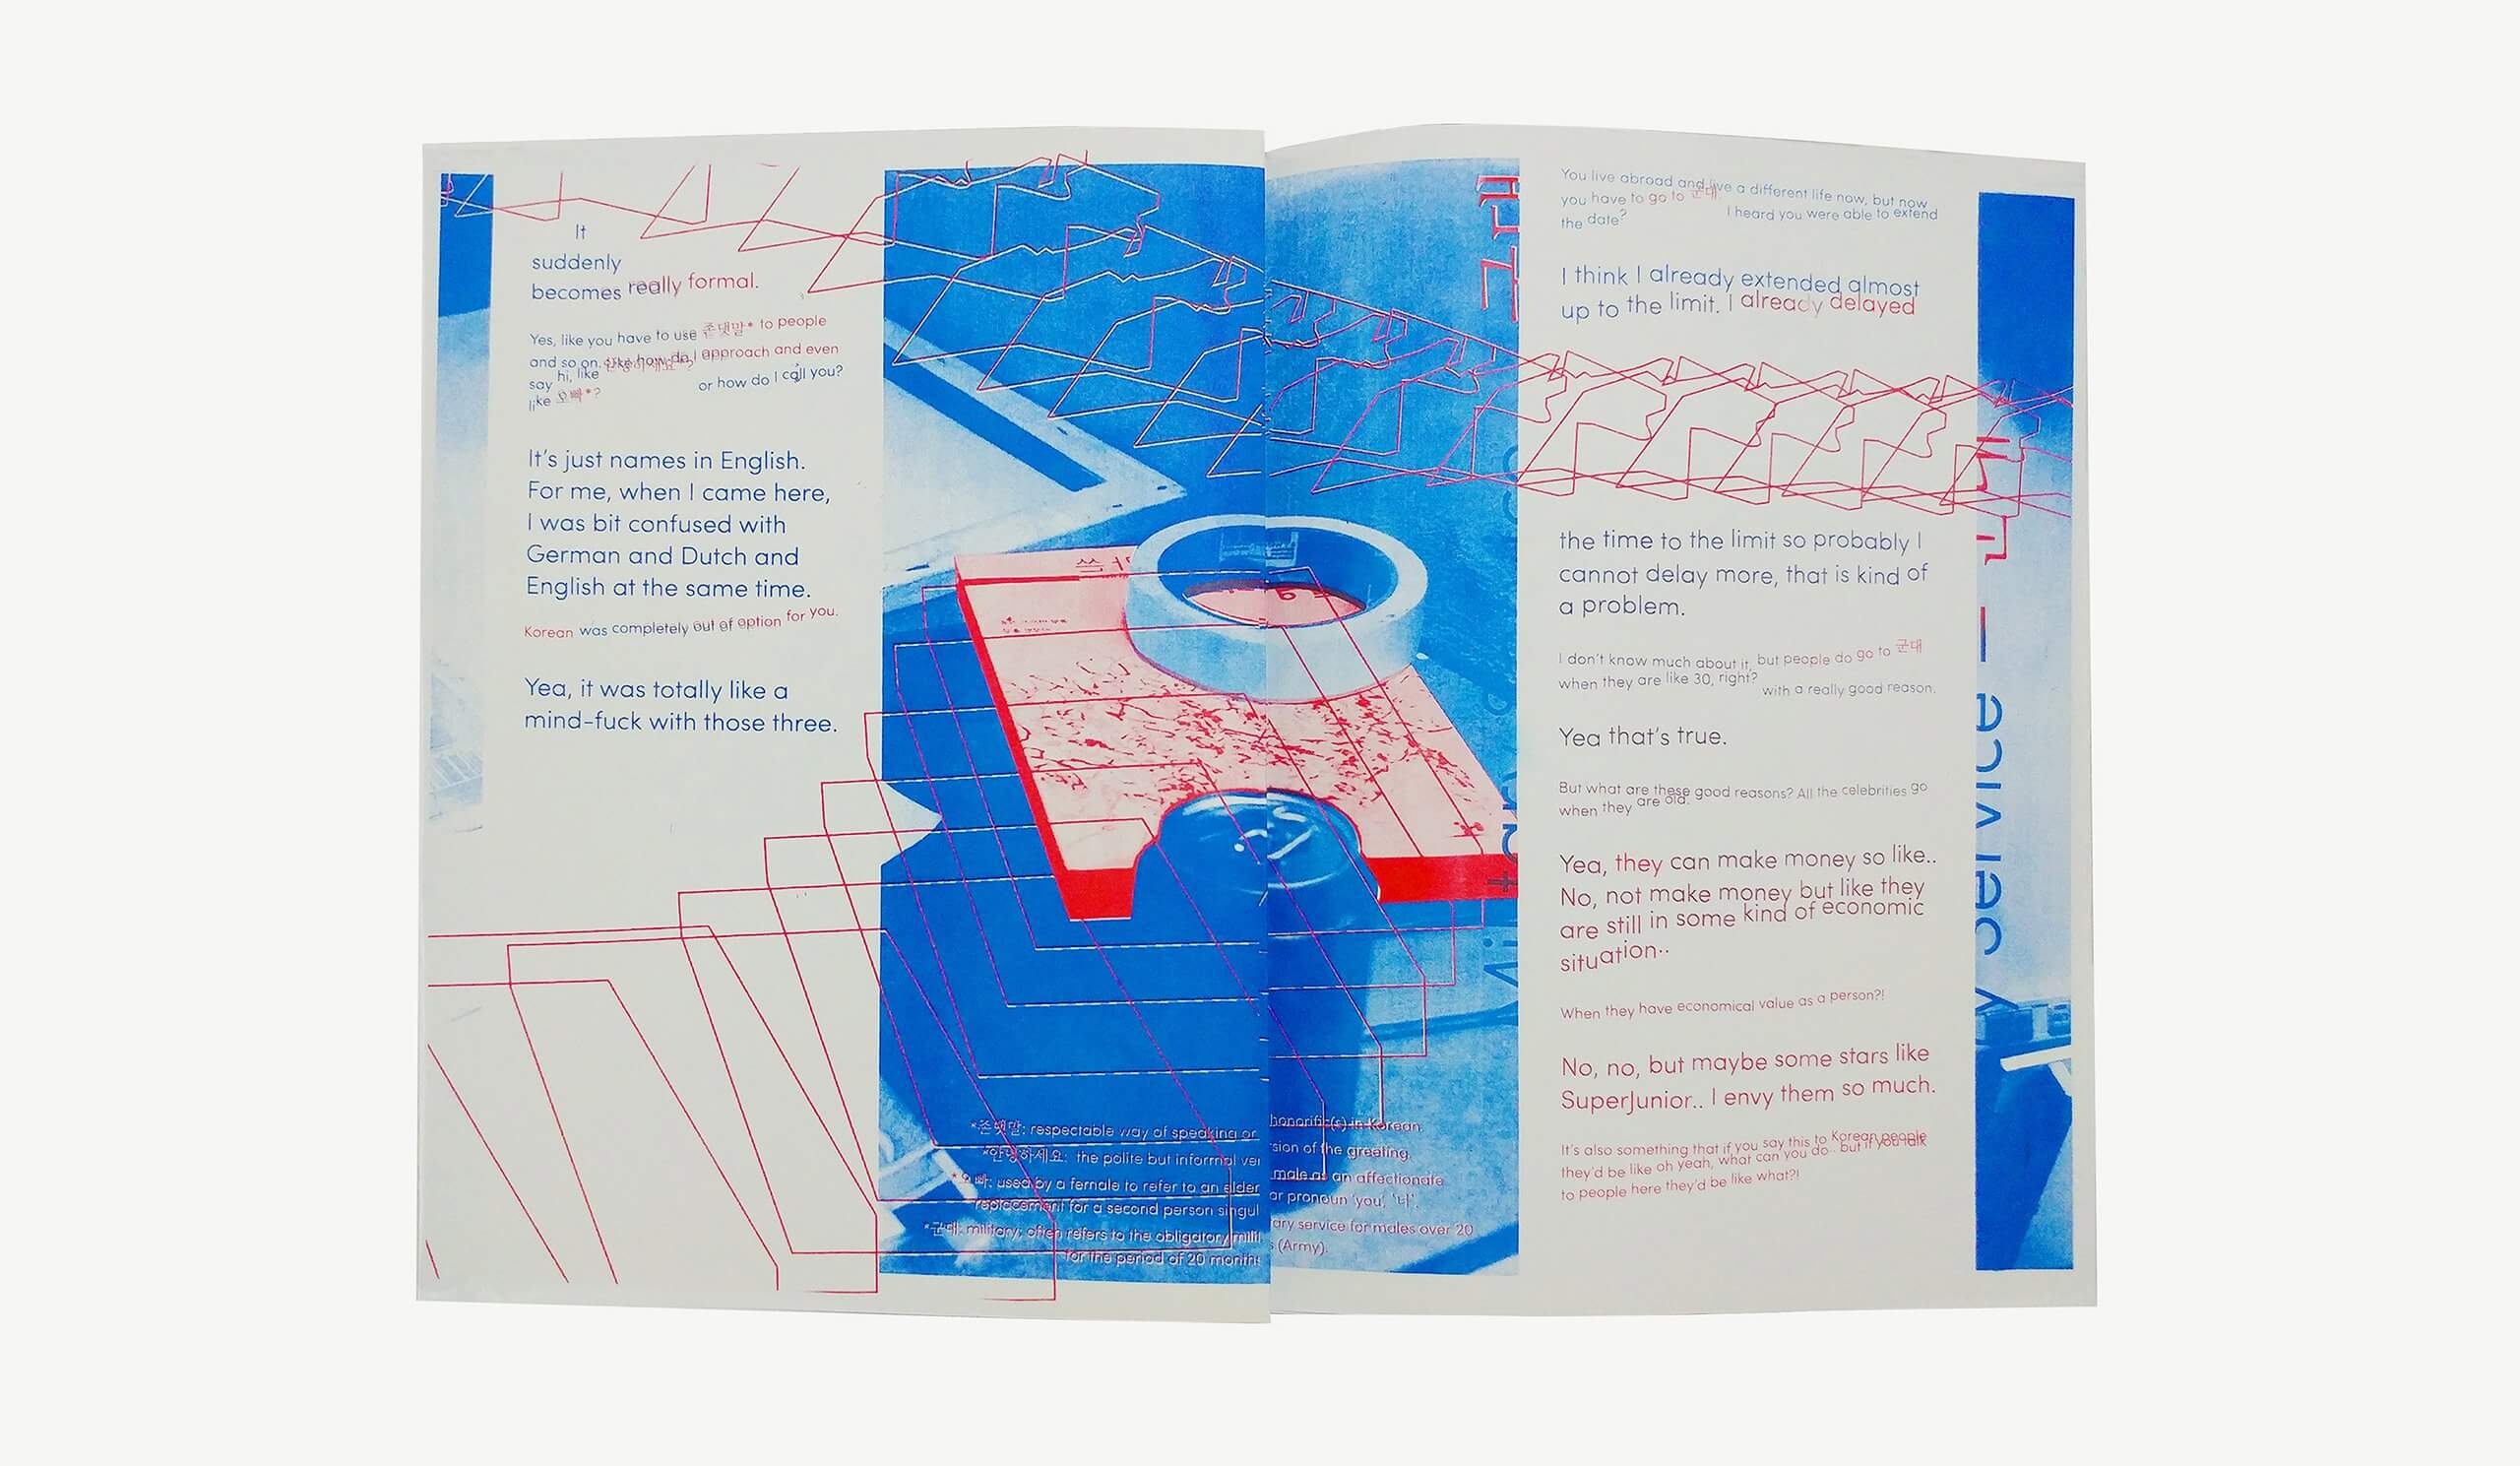 It
suddenly
becomes really formal.
Yes, like you have to use 존댓말* to people
and so on. Like how do I approach and even
say hi, like 안녕하세요*?
or how do I call you?
like 오빠*?
It's just names in English.
For me, when I came here,
I was bit confused with
German and Dutch and
English at the same time.
Korean was completely out of option for you.
Yea, it was totally like a
mind-fuck with those three.
*존댓말: respectable way of speaking or honorific(s) in Korean.
*안녕하세요: the polite but informal version of the greeting.
*오빠: used by a female to refer to an elder male as an affectionate
replacement for a second person singular pronoun 'you', '너'.
*군대: military; often refers to the obligatory military service for males over 20
for the period of 20 months (Army).
You live abroad and live a different life now, but now
you have to go to 군대
I heard you were able to extend
the date?
I think I already extended almost
up to the limit. I already delayed
the time to the limit so probably I
cannot delay more, that is kind of
a problem.
I don't know much about it, but people do go to 군대
when they are like 30, right?
with a really good reason.
Yea that's true.
But what are these good reasons? All the celebrities go
when they are old.
Yea, they can make money so like..
No, not make money but like they
are still in some kind of economic
situation..
When they have economical value as a person?!
No, no, but maybe some stars like
SuperJunior.. I envy them so much.
It's also something that if you say this to Korean people
they'd be like oh yeah, what can you do.. but if you talk
to people here they'd be like what?!
service —